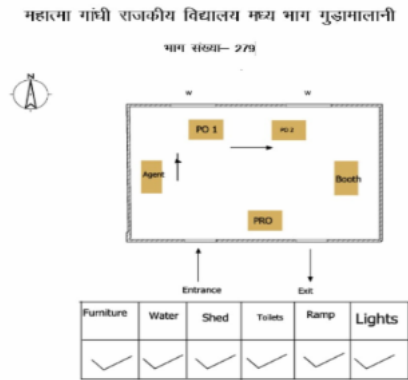 महात्मा गांधी राजकीय विद्यालय मध्य भाग गुडामालानी
भाग संख्या– 279
N
W W
PO 1 PO 2
Agent Booth
PRO
Entrance Exit
Furniture Water Shed Toilets Ramp Lights